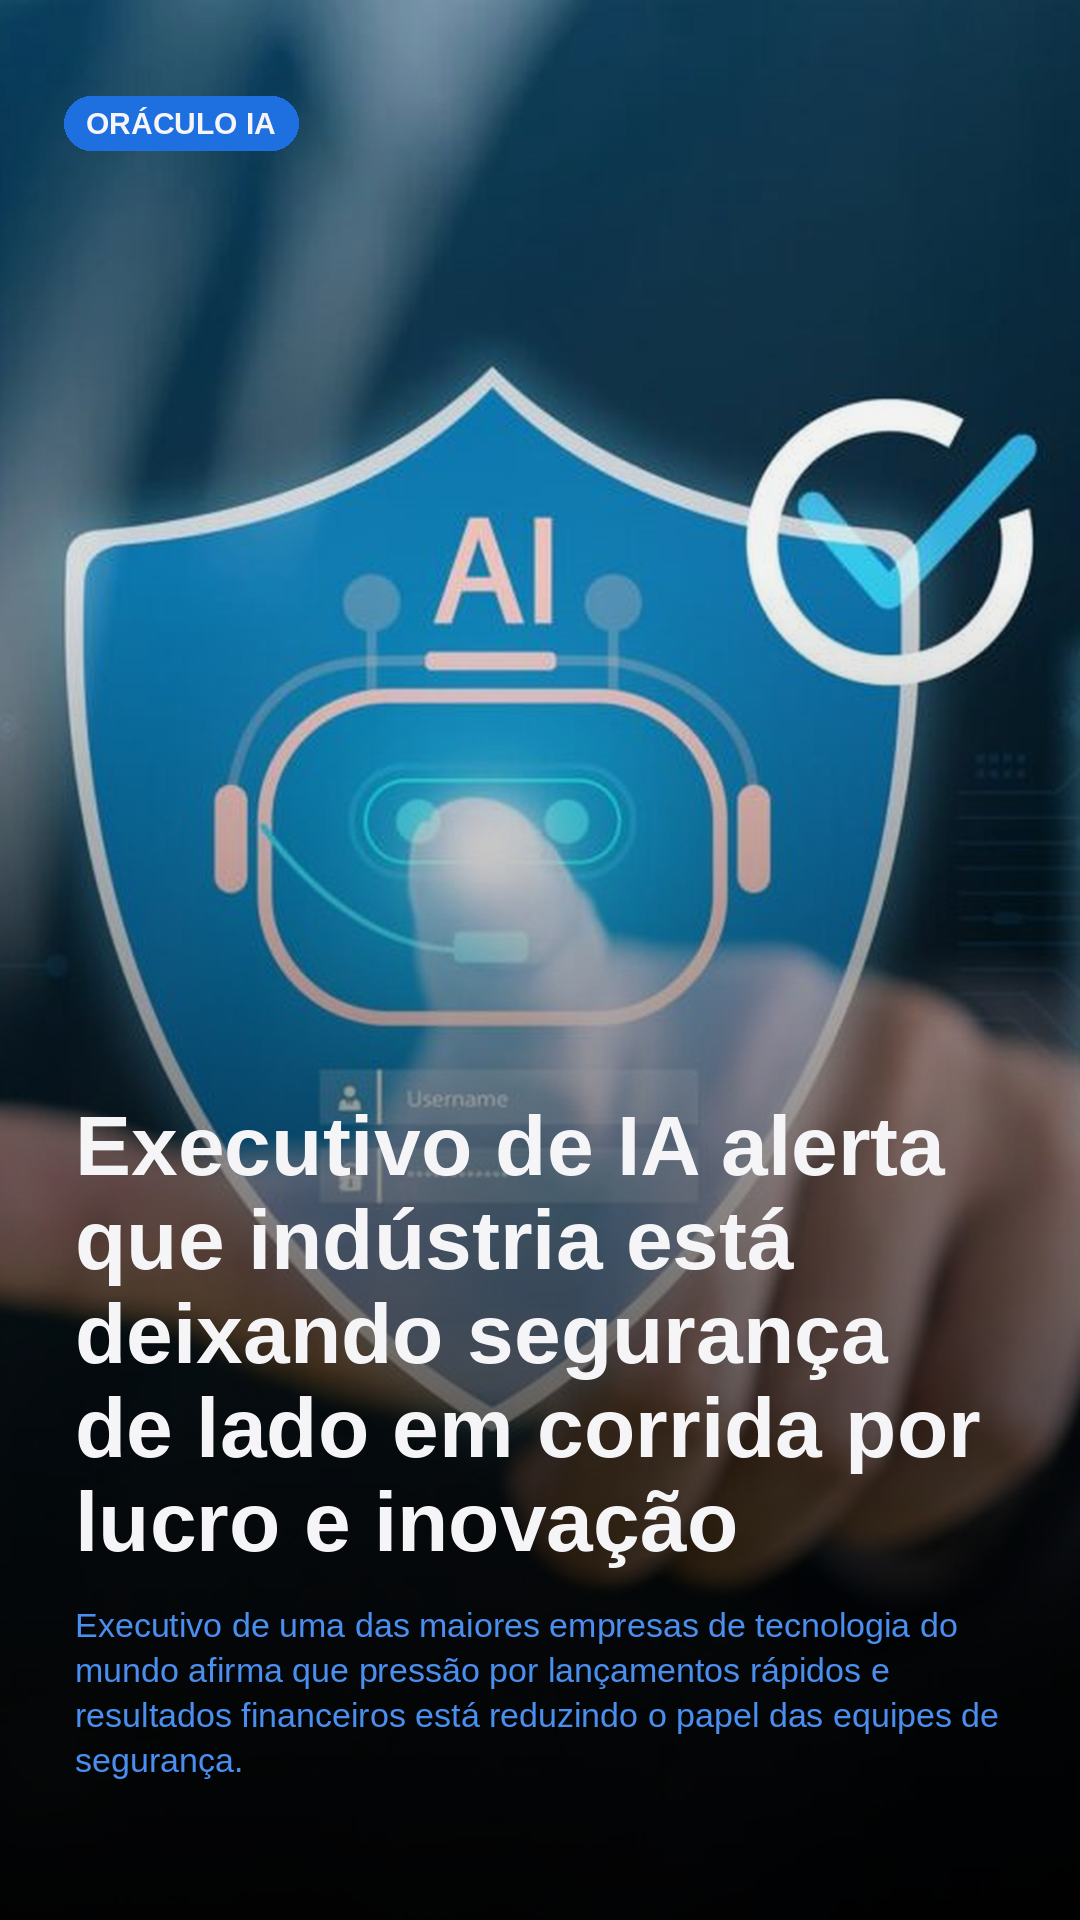 ORÁCULO IA
AI
Username
Executivo de IA alerta
que indústria está
deixando segurança
de lado em corrida por
lucro e inovação
Executivo de uma das maiores empresas de tecnologia do
mundo afirma que pressão por lançamentos rápidos e
resultados financeiros está reduzindo o papel das equipes de
segurança.